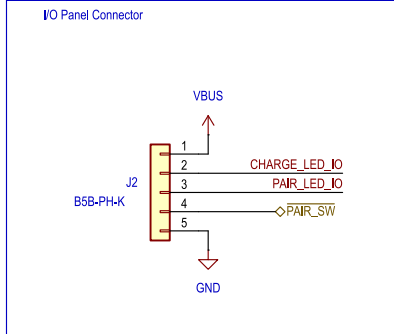 I/O Panel Connector
VBUS
1
2
CHARGE_LED_IO
J2
3
PAIR_LED_IO
B5B-PH-K
4
PAIR_SW
5
GND